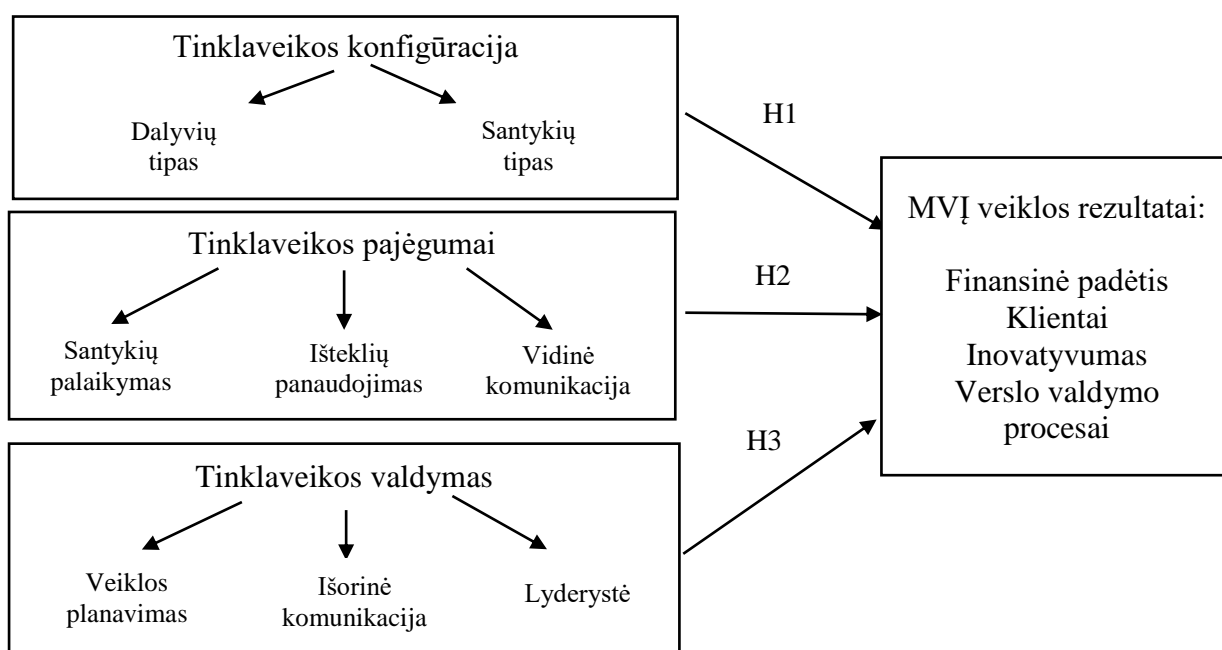 Tinklaveikos konfigūracija
Dalyvių
tipas
Santykių
tipas
H1
Tinklaveikos pajėgumai
Santykių
palaikymas
Išteklių
panaudojimas
Vidinė
komunikacija
H2
Tinklaveikos valdymas
Veiklos
planavimas
Išorinė
komunikacija
Lyderystė
H3
MVĮ veiklos rezultatai:
Finansinė padėtis
Klientai
Inovatyvumas
Verslo valdymo
procesai